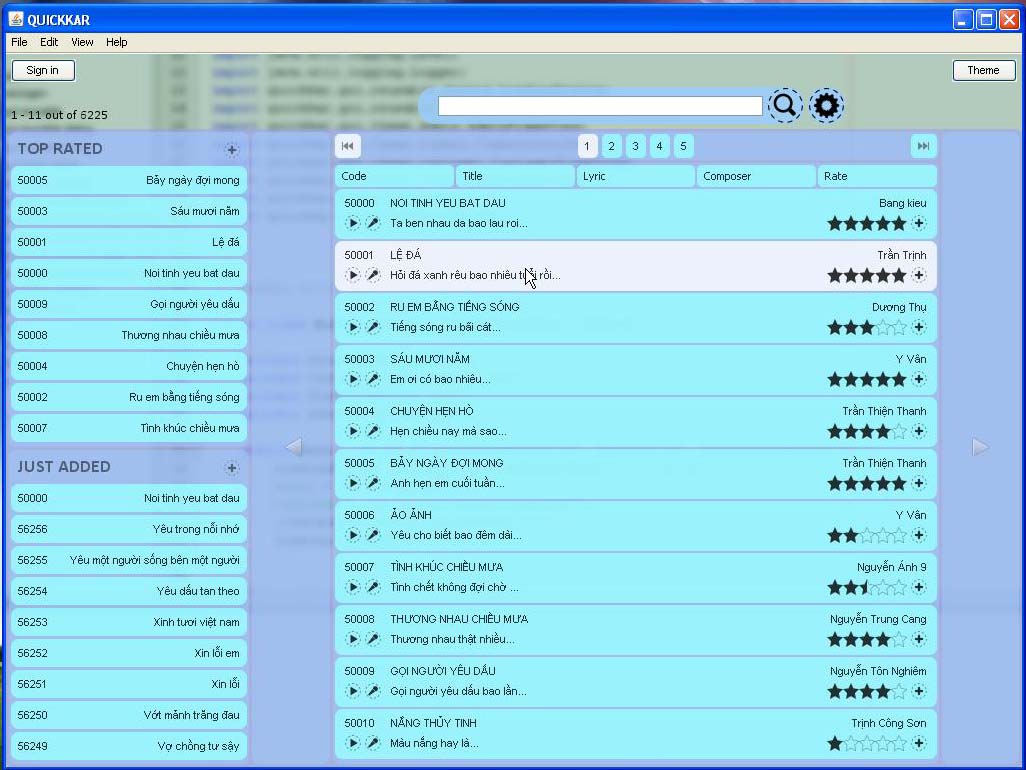 QUICKKAR
File Edit View Help
Sign in
Theme
1 - 11 out of 6225
TOP RATED
50005 Bảy ngày đợi mong
50003 Sáu mươi năm
50001 Lệ đá
50000 Noi tinh yeu bat dau
50009 Gọi người yêu dấu
50008 Thương nhau chiều mưa
50004 Chuyện hẹn hò
50002 Ru em bằng tiếng sóng
50007 Tình khúc chiều mưa
JUST ADDED
50000 Noi tinh yeu bat dau
56256 Yêu trong nỗi nhớ
56255 Yêu một người sống bên một người
56254 Yêu dấu tan theo
56253 Xinh tươi việt nam
56252 Xin lỗi em
56251 Xin lỗi
56250 Vớt mảnh trăng đau
56249 Vợ chồng tư sậy
1 2 3 4 5
Code Title Lyric Composer Rate
50000 NOI TINH YEU BAT DAU Bang kieu
Ta ben nhau da bao lau roi...
50001 LỆ ĐÁ Trần Trịnh
Hỏi đá xanh rêu bao nhiêu rồi...
50002 RU EM BẰNG TIẾNG SÓNG Dương Thụ
Tiếng sóng ru bãi cát...
50003 SÁU MƯƠI NĂM Y Vân
Em ơi có bao nhiêu...
50004 CHUYỆN HẸN HÒ Trần Thiện Thanh
Hẹn chiều nay mà sao...
50005 BẢY NGÀY ĐỢI MONG Trần Thiện Thanh
Anh hẹn em cuối tuần...
50006 ẢO ẢNH Y Vân
Yêu cho biết bao đêm dài...
50007 TÌNH KHÚC CHIỀU MƯA Nguyễn Ánh 9
Tình chết không đợi chờ ...
50008 THƯƠNG NHAU CHIỀU MƯA Nguyễn Trung Cang
Thương nhau thật nhiều...
50009 GỌI NGƯỜI YÊU DẤU Nguyễn Tôn Nghiêm
Gọi người yêu dấu bao lần...
50010 NẮNG THỦY TINH Trịnh Công Sơn
Màu nắng hay là...